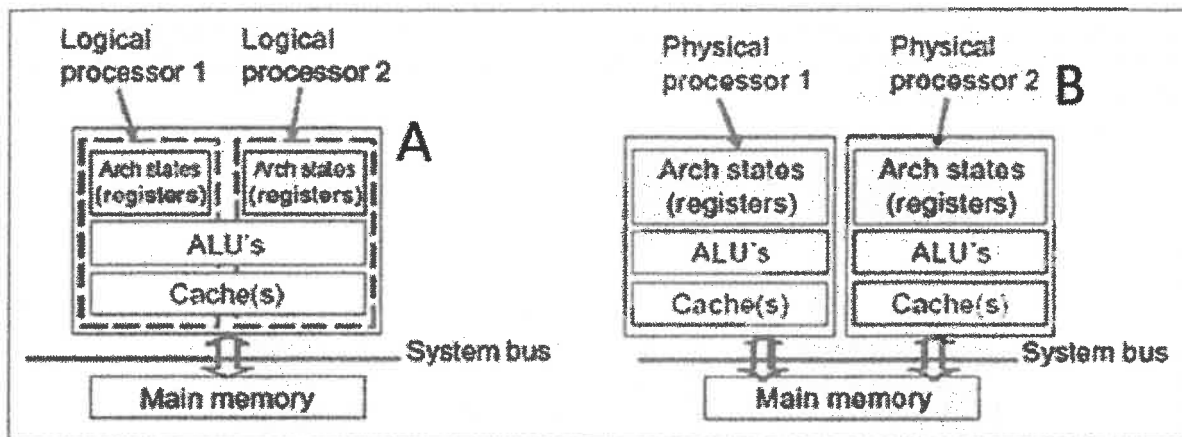 Logical
processor 1
Logical
processor 2
A
Arch states
(registers)
Arch states
(registers)
ALU's
Cache(s)
System bus
Main memory
Physical
processor 1
Physical
processor 2
B
Arch states
(registers)
Arch states
(registers)
ALU's
ALU's
Cache(s)
Cache(s)
System bus
Main memory